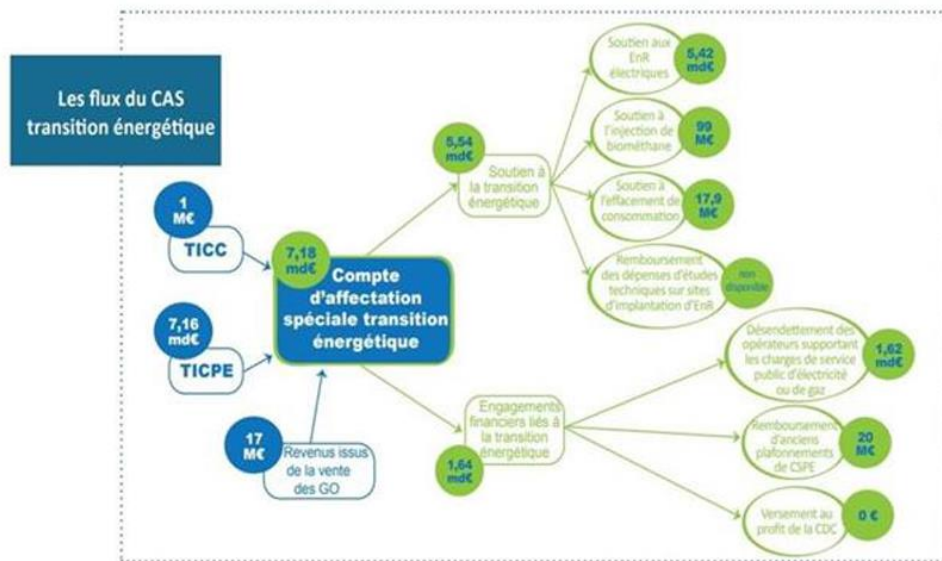 Les flux du CAS
transition énergétique
1
M€
TICC
7,16
md€
TICPE
17
M€
Revenus issus
de la vente
des GO
7,18
md€
Compte
d'affectation
spéciale transition
énergétique
5,54
md€
Soutien à
la transition
énergétique
Soutien aux
EnR
électriques
5,42
md€
Soutien à
l'injection de
biométhane
99
M€
Soutien à
l'effacement de
consommation
17,9
M€
Remboursement
des dépenses d'études
techniques sur sites
d'implantation d'EnR
non
disponible
Engagements
financiers liés à
la transition
énergétique
1,64
md€
Désendettement des
opérateurs supportant
les charges de service
public d'électricité
ou de gaz
1,62
md€
Remboursement
d'anciens
plafonnements
de CSPE
20
M€
Versement au
profit de la CDC
0 €